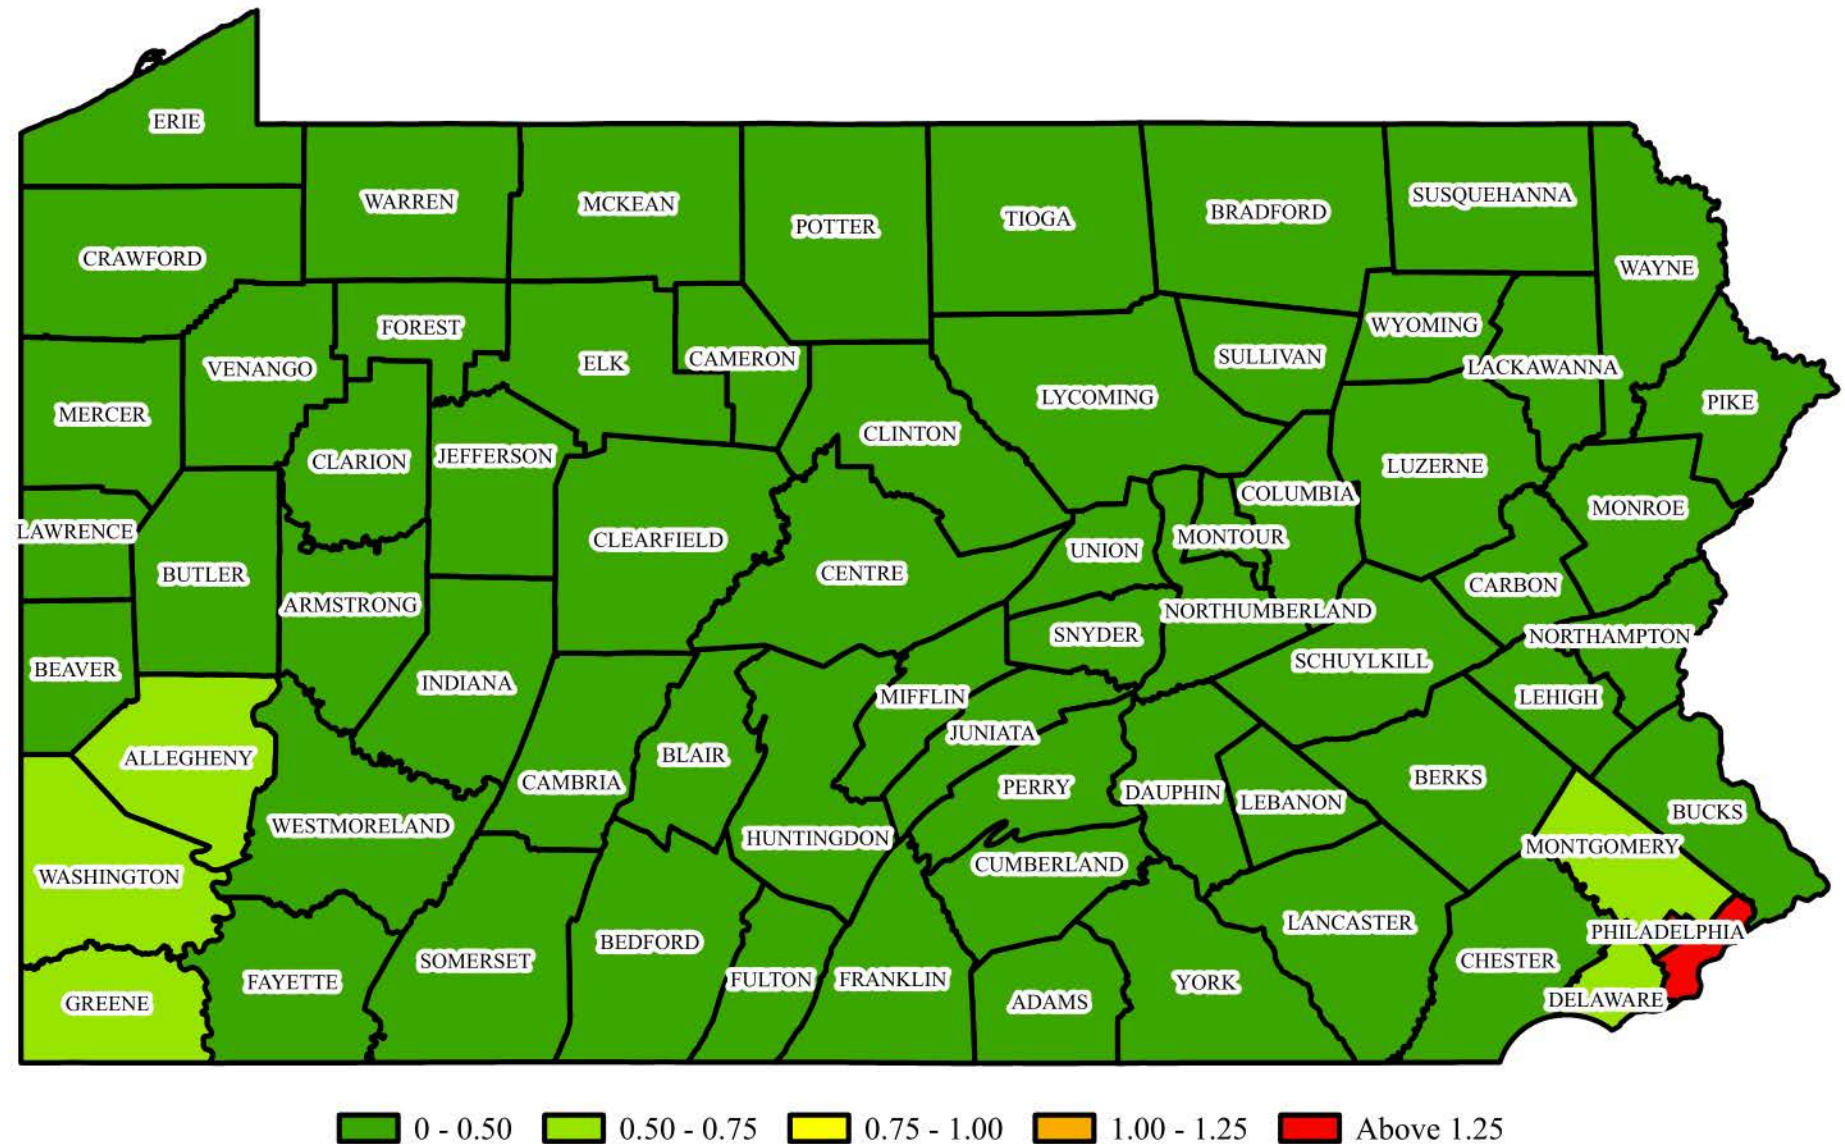 ERIE
WARREN
MCKEAN
POTTER
TIOGA
BRADFORD
SUSQUEHANNA
WAYNE
CRAWFORD
FOREST
VENANGO
ELK
CAMERON
LYCOMING
SULLIVAN
WYOMING
LACKAWANNA
PIKE
MERCER
CLARION
JEFFERSON
CLINTON
COLUMBIA
LUZERNE
MONROE
LAWRENCE
BUTLER
ARMSTRONG
CLEARFIELD
CENTRE
UNION
MONTOUR
NORTHUMBERLAND
CARBON
NORTHAMPTON
BEAVER
INDIANA
SNYDER
SCHUYLKILL
LEHIGH
MIFFLIN
JUNIATA
ALLEGHENY
BLAIR
CAMBRIA
PERRY
DAUPHIN
LEBANON
BERKS
BUCKS
WESTMORELAND
HUNTINGDON
CUMBERLAND
MONTGOMERY
WASHINGTON
LANCASTER
PHILADELPHIA
BEDFORD
SOMERSET
CHESTER
GREENE
FAYETTE
FULTON
FRANKLIN
ADAMS
YORK
DELAWARE
0 - 0.50
0.50 - 0.75
0.75 - 1.00
1.00 - 1.25
Above 1.25